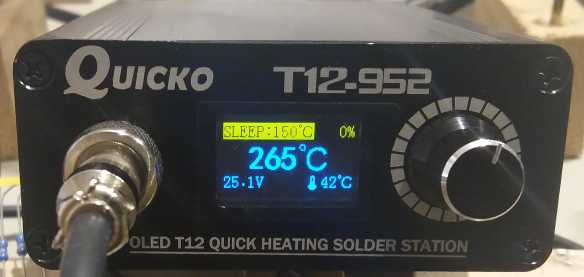 QUICKO T12-952
SLEEP:150℃ 0%
265℃
25.1V 42℃
OLED T12 QUICK HEATING SOLDER STATION